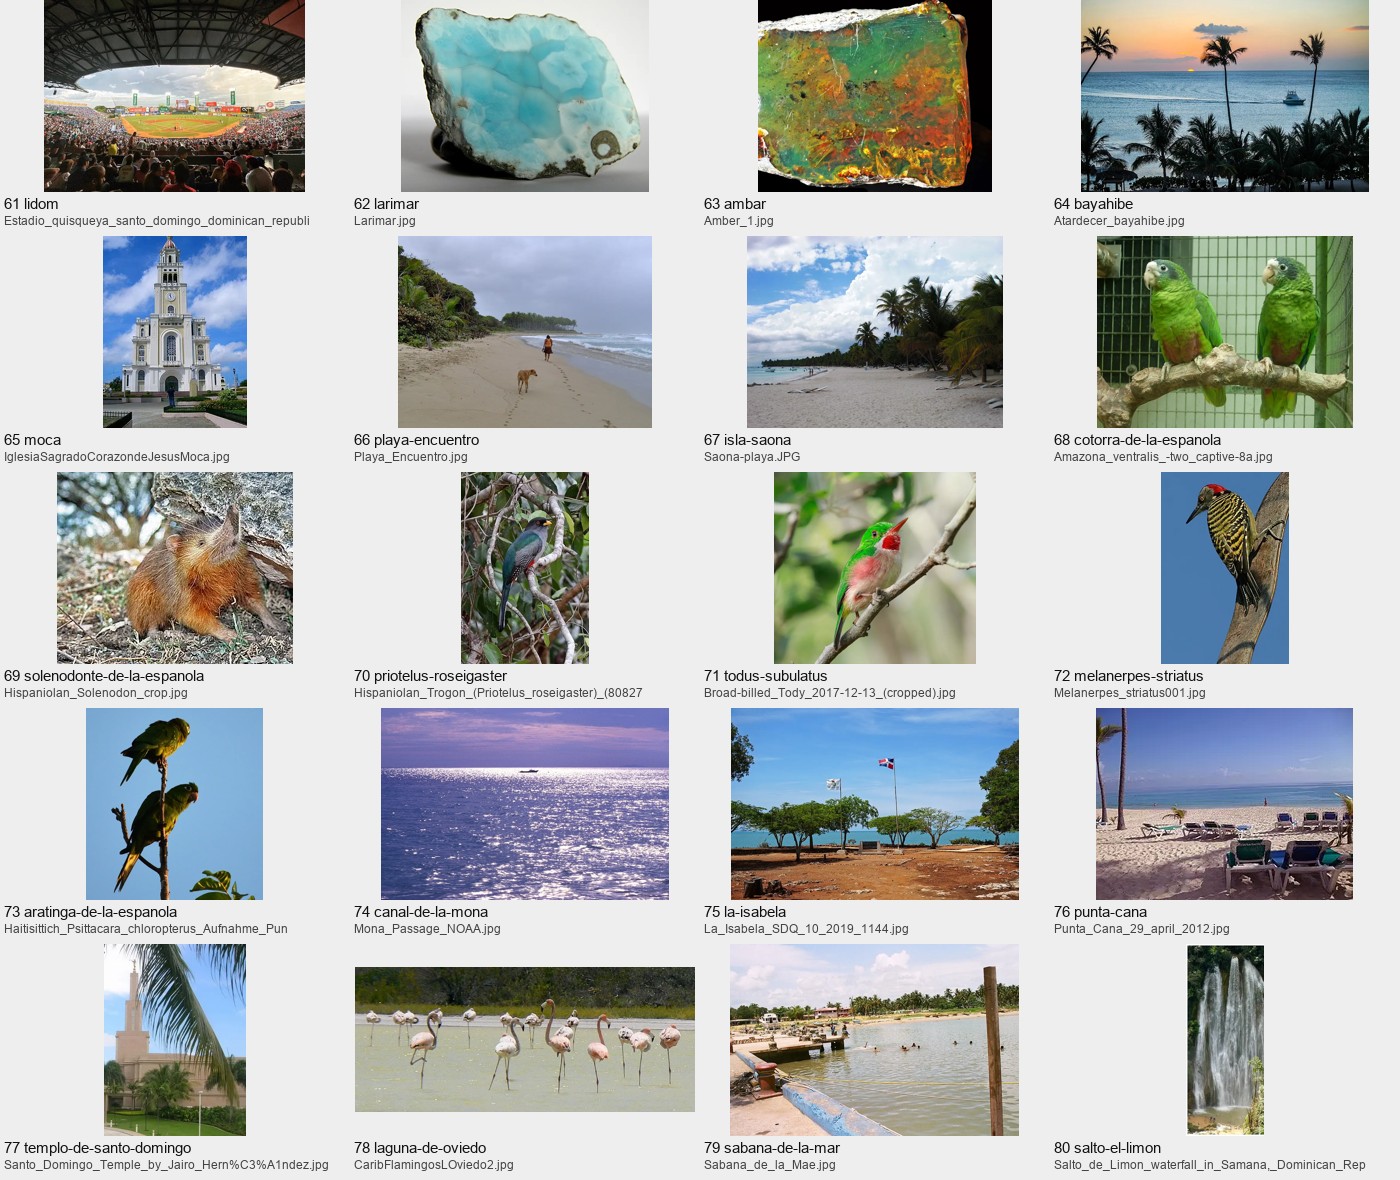 61 lidom
Estadio_quisqueya_santo_domingo_dominican_republi
62 larimar
Larimar.jpg
63 ambar
Amber_1.jpg
64 bayahibe
Atardecer_bayahibe.jpg
65 moca
IglesiaSagradoCorazondeJesusMoca.jpg
66 playa-encuentro
Playa_Encuentro.jpg
67 isla-saona
Saona-playa.JPG
68 cotorra-de-la-espanola
Amazona_ventralis_-two_captive-8a.jpg
69 solenodonte-de-la-espanola
Hispaniolan_Solenodon_crop.jpg
70 priotelus-roseigaster
Hispaniolan_Trogon_(Priotelus_roseigaster)_(80827
71 todus-subulatus
Broad-billed_Tody_2017-12-13_(cropped).jpg
72 melanerpes-striatus
Melanerpes_striatus001.jpg
73 aratinga-de-la-espanola
Haitisittich_Psittacara_chloropterus_Aufnahme_Pun
74 canal-de-la-mona
Mona_Passage_NOAA.jpg
75 la-isabela
La_Isabela_SDQ_10_2019_1144.jpg
76 punta-cana
Punta_Cana_29_april_2012.jpg
77 templo-de-santo-domingo
Santo_Domingo_Temple_by_Jairo_Hern%C3%A1ndez.jpg
78 laguna-de-oviedo
CaribFlamingosLOviedo2.jpg
79 sabana-de-la-mar
Sabana_de_la_Mae.jpg
80 salto-el-limon
Salto_de_Limon_waterfall_in_Samana,_Dominican_Rep